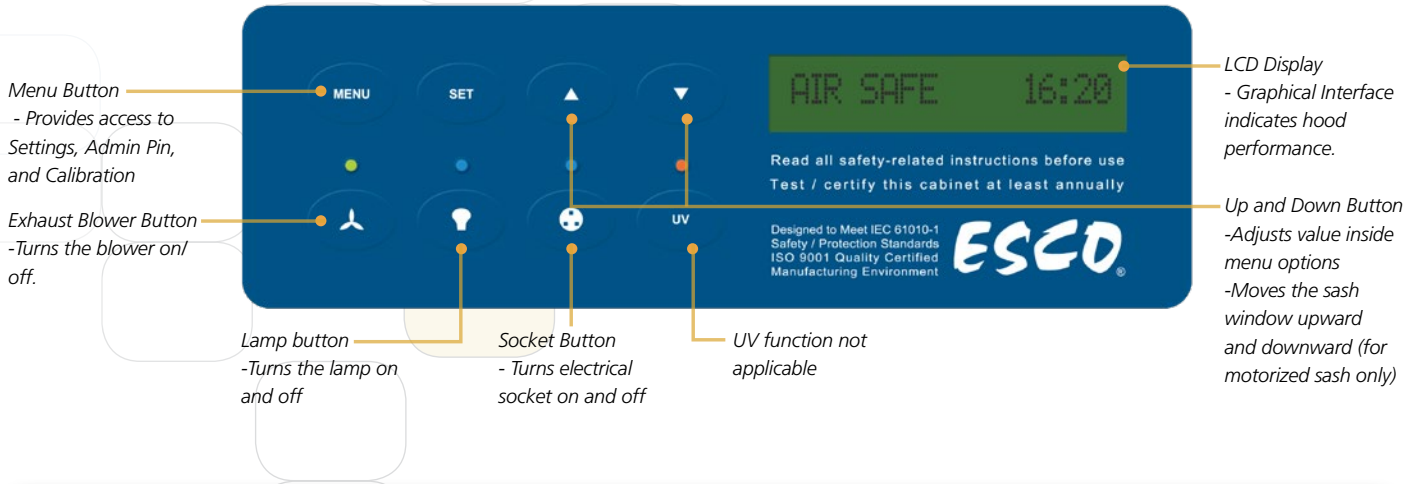 Menu Button
- Provides access to
Settings, Admin Pin,
and Calibration
Exhaust Blower Button
-Turns the blower on/
off.
MENU
SET
AIR SAFE 16:20
Read all safety-related instructions before use
Test / certify this cabinet at least annually
UV
Designed to Meet IEC 61010-1
Safety / Protection Standards
ISO 9001 Quality Certified
Manufacturing Environment
ESCO®
LCD Display
- Graphical Interface
indicates hood
performance.
Up and Down Button
-Adjusts value inside
menu options
-Moves the sash
window upward
and downward (for
motorized sash only)
Lamp button
-Turns the lamp on
and off
Socket Button
- Turns electrical
socket on and off
UV function not
applicable